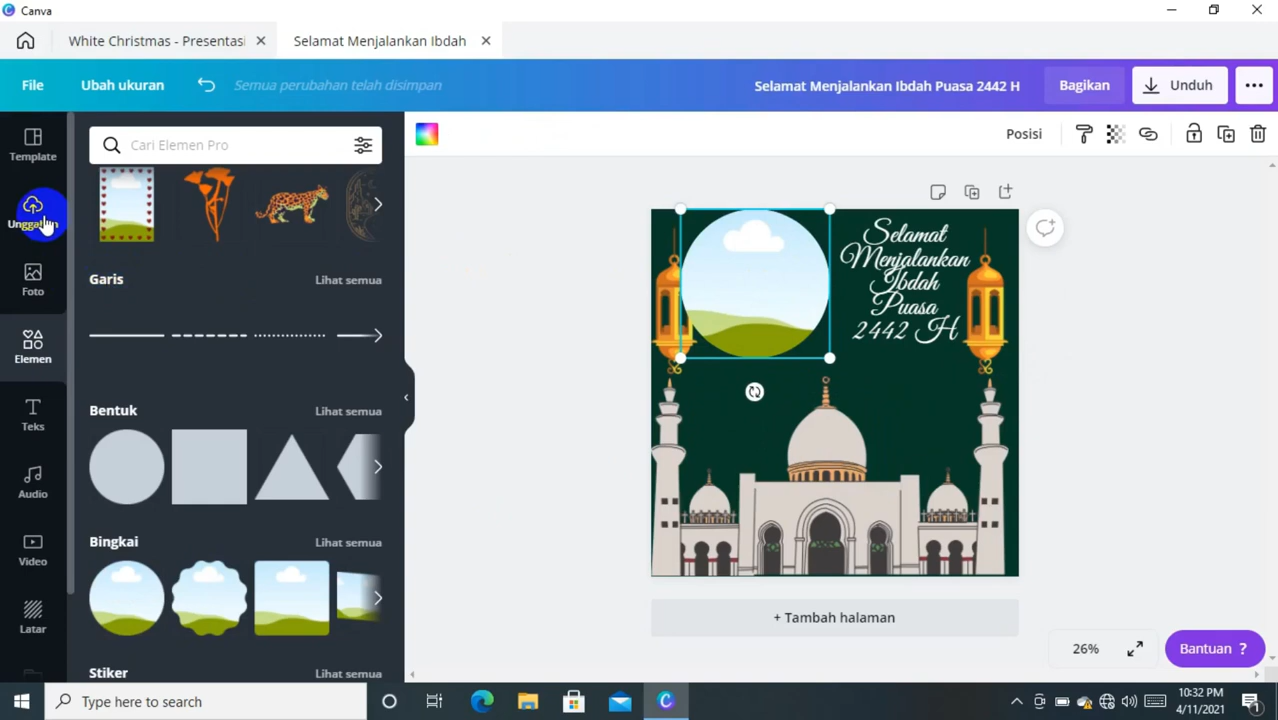 Canva
White Christmas - Presentasi
Selamat Menjalankan Ibdah
File
Ubah ukuran
Semua perubahan telah disimpan
Selamat Menjalankan Ibdah Puasa 2442 H
Bagikan
Unduh
Template
Cari Elemen Pro
Posisi
Foto
Elemen
Teks
Audio
Video
Latar
Garis
Lihat semua
Bentuk
Lihat semua
Bingkai
Lihat semua
Stiker
Lihat semua
Selamat
Menjalankan
Ibdah
Puasa
2442 H
+ Tambah halaman
26%
Bantuan ?
Type here to search
10:32 PM
4/11/2021